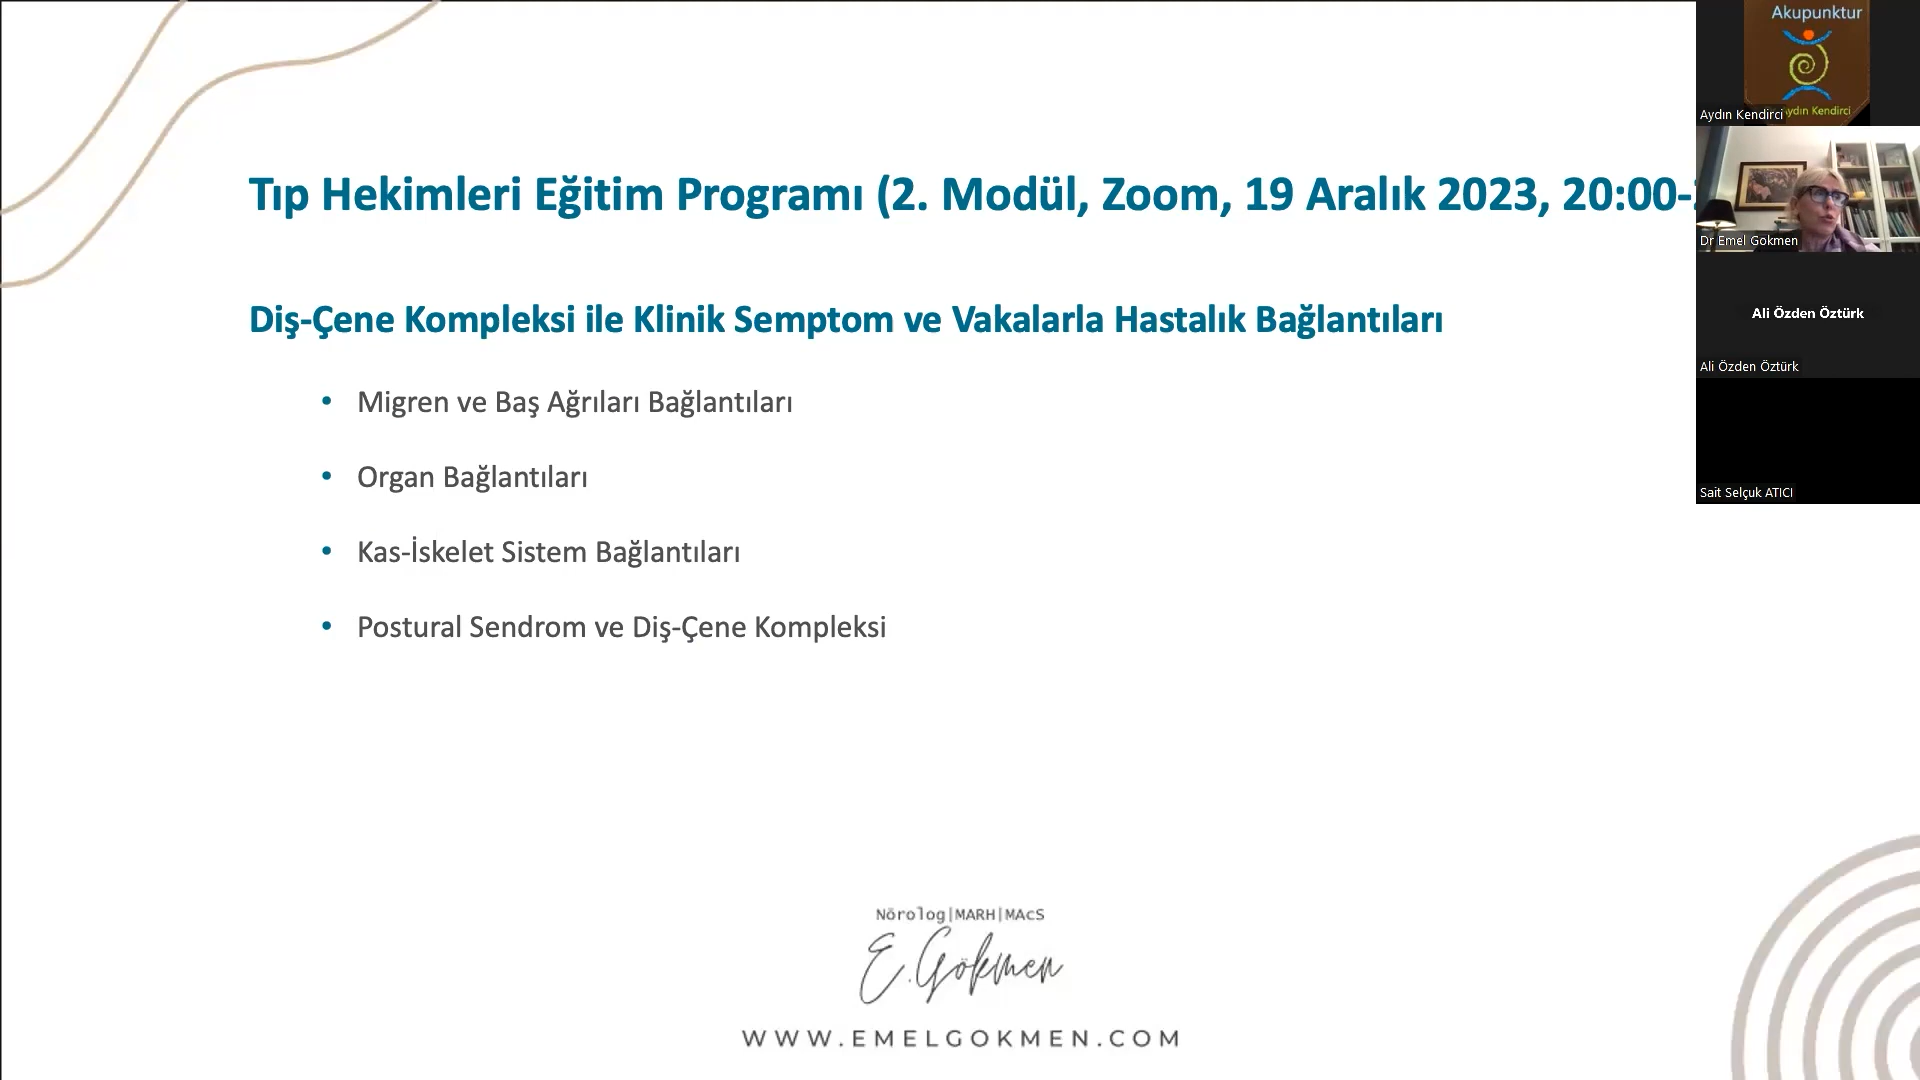 Tıp Hekimleri Eğitim Programı (2. Modül, Zoom, 19 Aralık 2023, 20:00-
Diş-Çene Kompleksi ile Klinik Semptom ve Vakalarla Hastalık Bağlantıları
• Migren ve Baş Ağrıları Bağlantıları
• Organ Bağlantıları
• Kas-İskelet Sistem Bağlantıları
• Postural Sendrom ve Diş-Çene Kompleksi
Nörolog|MARH|MAcS
E.Gökmen
WWW.EMELGOKMEN.COM
Akupunktur
Aydın Kendirci
Aydın Kendirci
Dr Emel Gokmen
Ali Özden Öztürk
Ali Özden Öztürk
Sait Selçuk ATICI